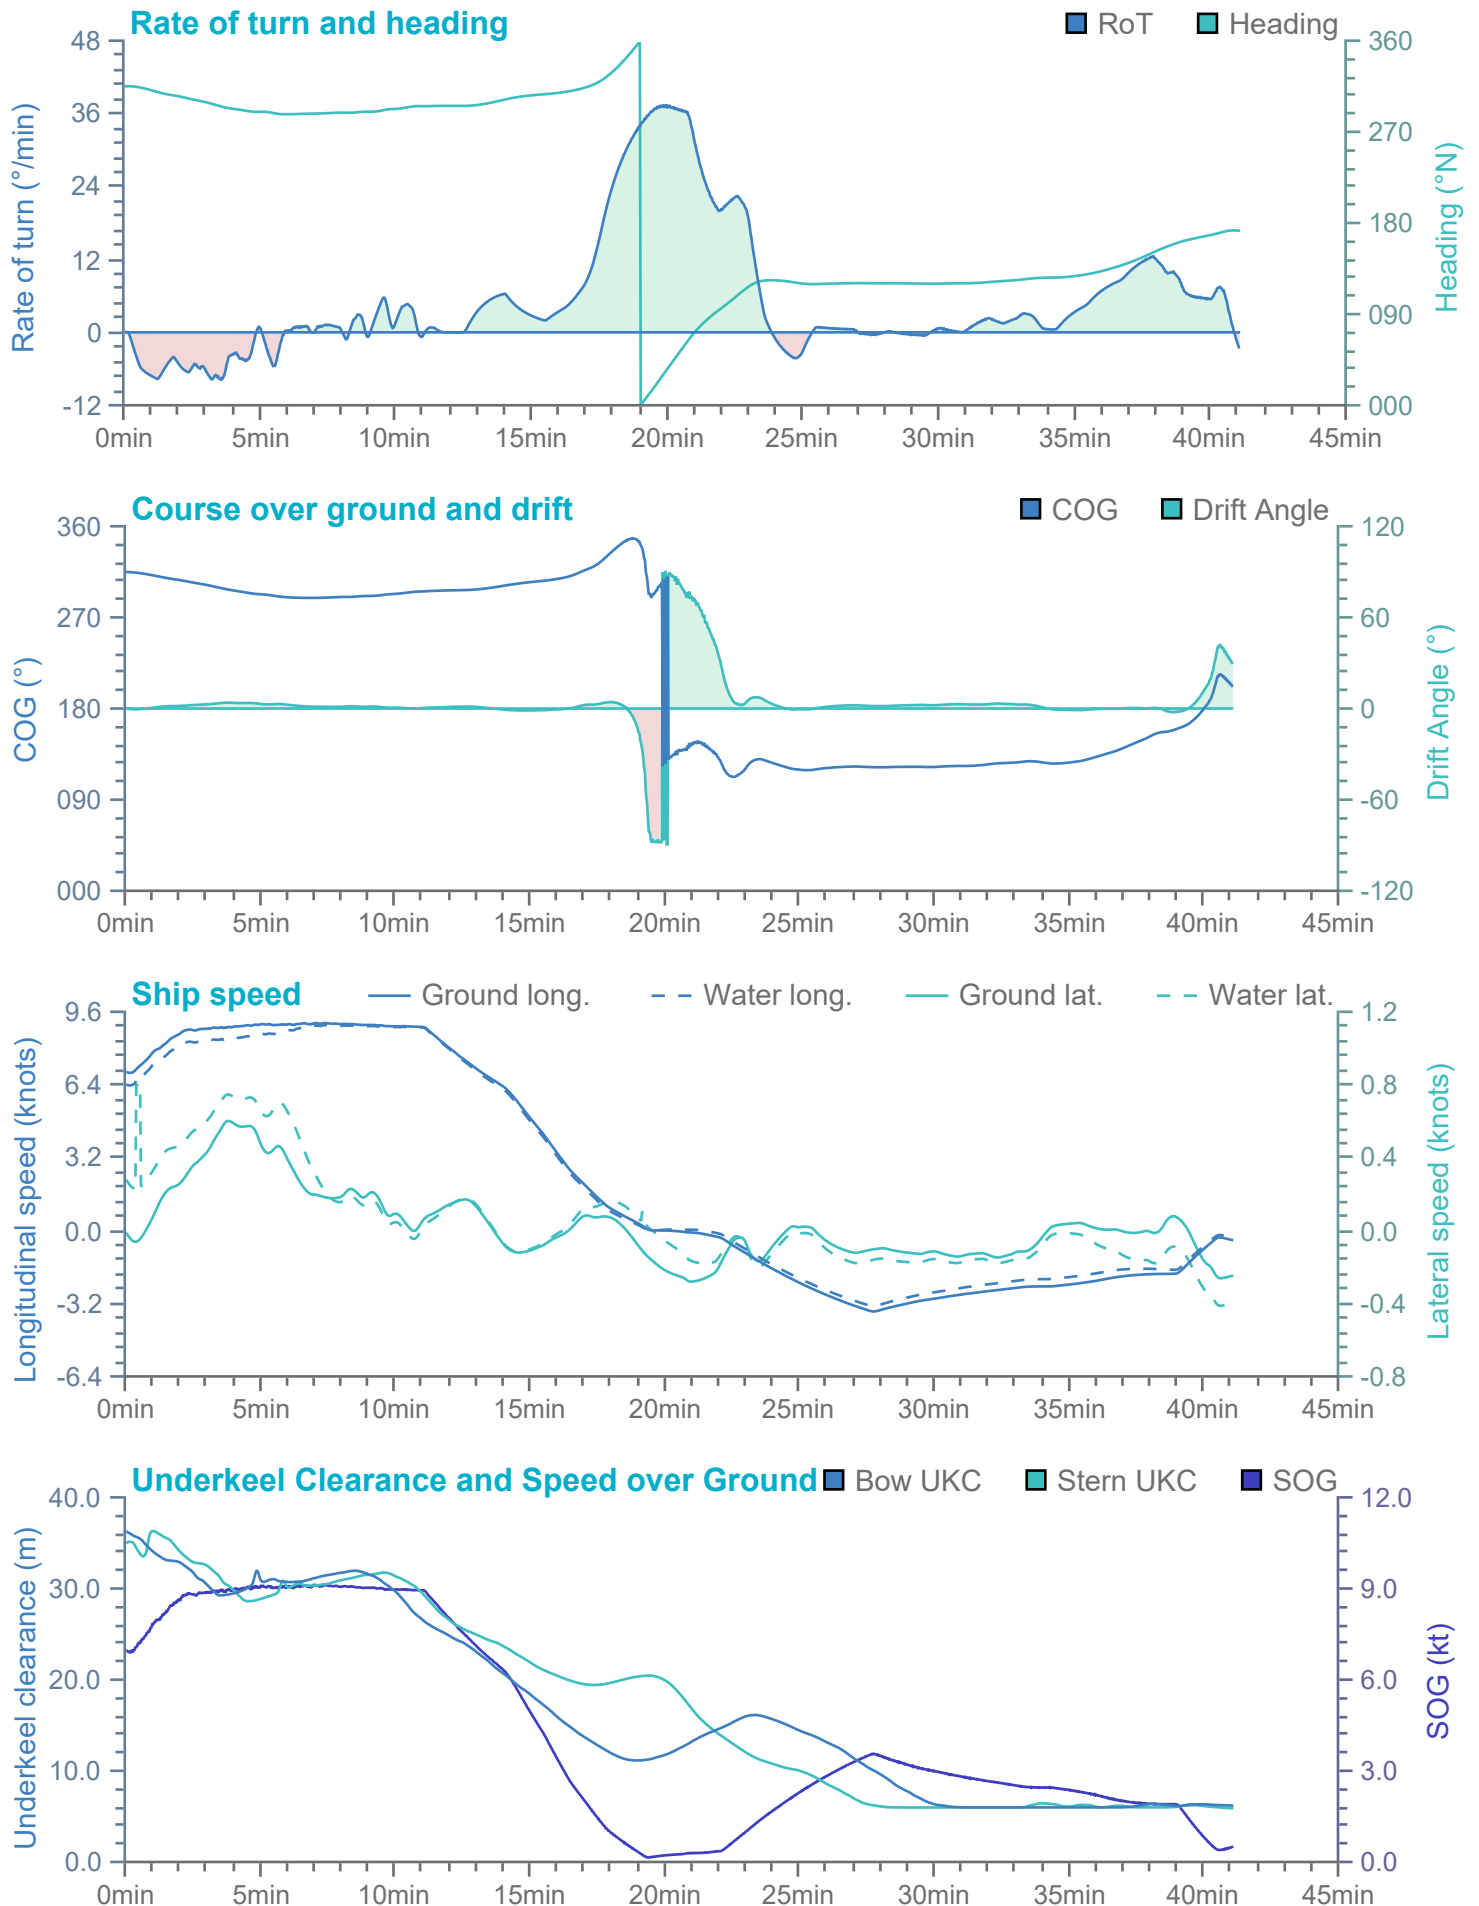 Rate of turn and heading
RoT Heading
48 36 24 12 0 -12
Rate of turn (°/min)
360 270 180 090 000
Heading (°N)
0min 5min 10min 15min 20min 25min 30min 35min 40min 45min
Course over ground and drift
COG Drift Angle
360 270 180 090 000
COG (°)
120 60 0 -60 -120
Drift Angle (°)
0min 5min 10min 15min 20min 25min 30min 35min 40min 45min
Ship speed
Ground long. Water long. Ground lat. Water lat.
9.6 6.4 3.2 0.0 -3.2 -6.4
Longitudinal speed (knots)
1.2 0.8 0.4 0.0 -0.4 -0.8
Lateral speed (knots)
0min 5min 10min 15min 20min 25min 30min 35min 40min 45min
Underkeel Clearance and Speed over Ground
Bow UKC Stern UKC SOG
40.0 30.0 20.0 10.0 0.0
Underkeel clearance (m)
12.0 9.0 6.0 3.0 0.0
SOG (kt)
0min 5min 10min 15min 20min 25min 30min 35min 40min 45min